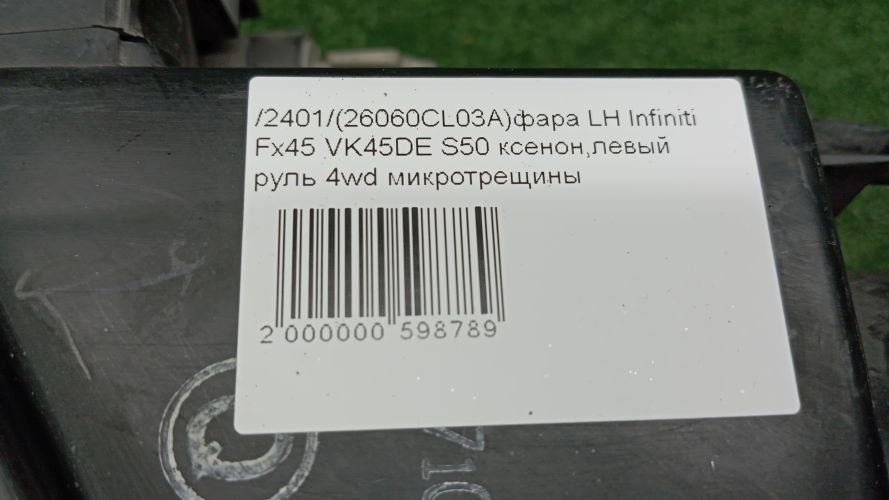 /2401/(26060CL03A)фара LH Infiniti
Fx45 VK45DE S50 ксенон,левый
руль 4wd микротрещины
2 000000 598789